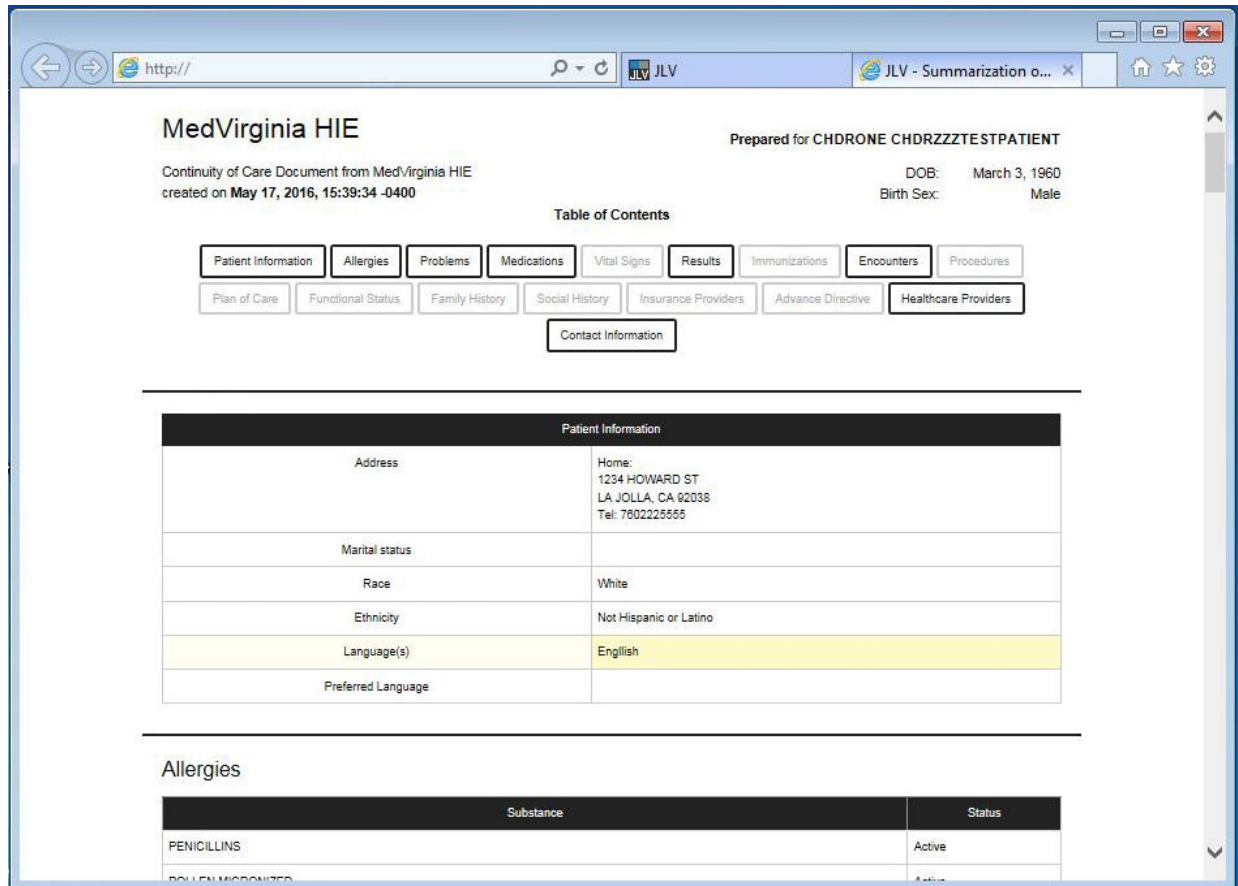 http://
JLV
JLV - Summarization o...
MedVirginia HIE
Prepared for CHDRONE CHDRZZZTESTPATIENT
Continuity of Care Document from MedVirginia HIE
created on May 17, 2016, 15:39:34 -0400
DOB: March 3, 1960
Birth Sex: Male
Table of Contents
Patient Information Allergies Problems Medications Vital Signs Results Immunizations Encounters Procedures
Plan of Care Functional Status Family History Social History Insurance Providers Advance Directive Healthcare Providers
Contact Information
Patient Information
Address Home:
1234 HOWARD ST
LA JOLLA, CA 92038
Tel: 7602225555
Marital status
Race White
Ethnicity Not Hispanic or Latino
Language(s) Engllish
Preferred Language
Allergies
Substance Status
PENICILLINS Active
POLLEN MICRONIZED Active